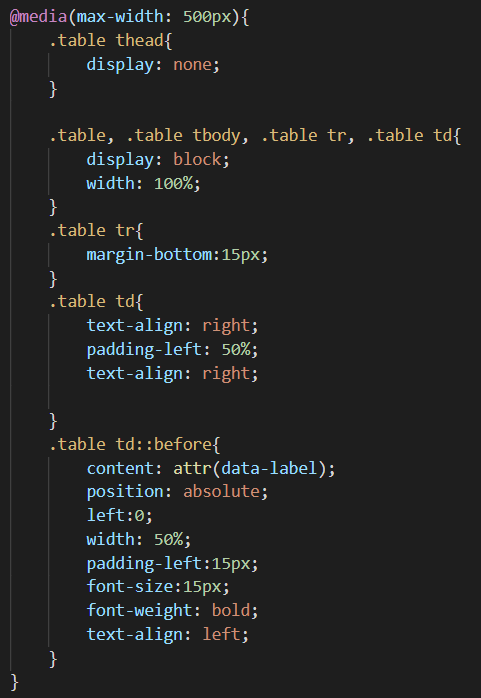 @media(max-width: 500px){
    .table thead{
        display: none;
    }

    .table, .table tbody, .table tr, .table td{
        display: block;
        width: 100%;
    }
    .table tr{
        margin-bottom:15px;
    }
    .table td{
        text-align: right;
        padding-left: 50%;
        text-align: right;

    }
    .table td::before{
        content: attr(data-label);
        position: absolute;
        left:0;
        width: 50%;
        padding-left:15px;
        font-size:15px;
        font-weight: bold;
        text-align: left;
    }
}